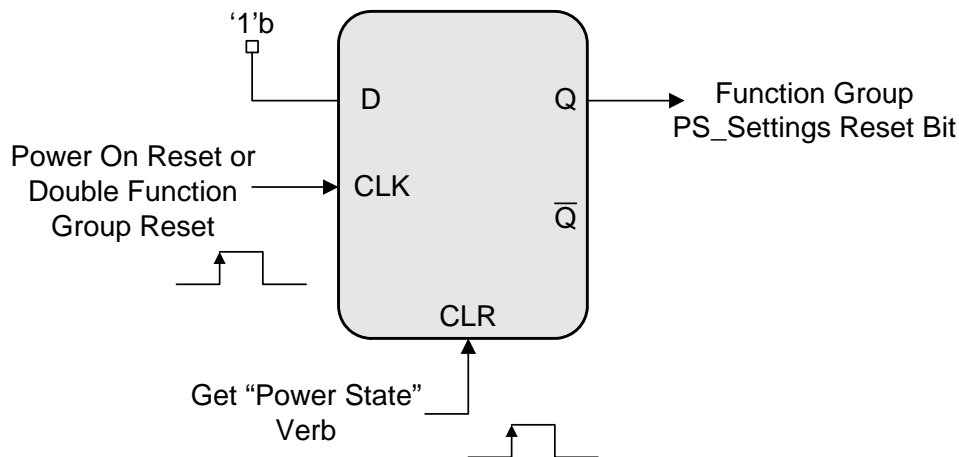 ‘1’b
D
Q
Function Group
PS_Settings Reset Bit
Power On Reset or
Double Function
Group Reset
CLK
Q̅
CLR
Get “Power State”
Verb